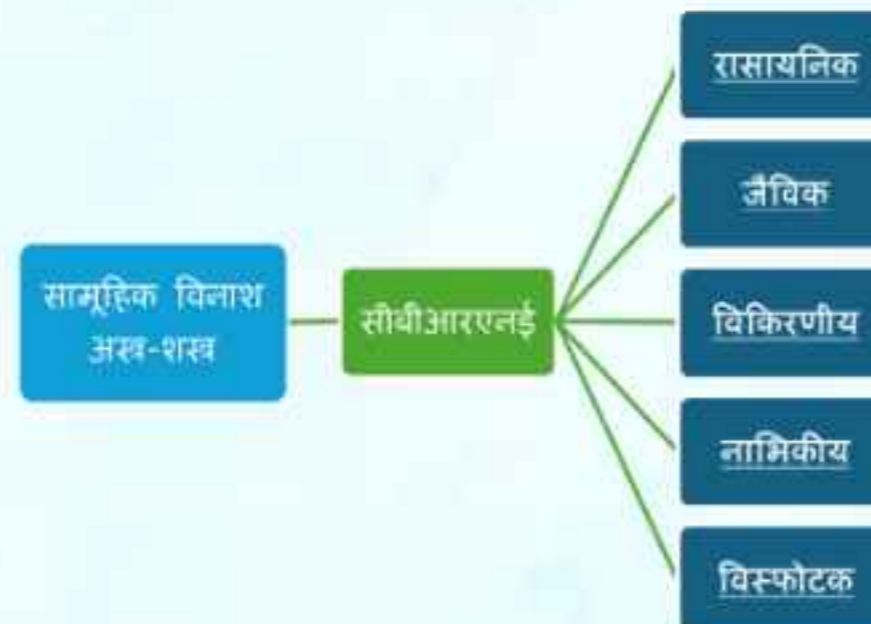 सामूहिक विनाश
अस्त्र-शस्त्र
सीबीआरएनई
रासायनिक
जैविक
विकिरणीय
नाभिकीय
विस्फोटक